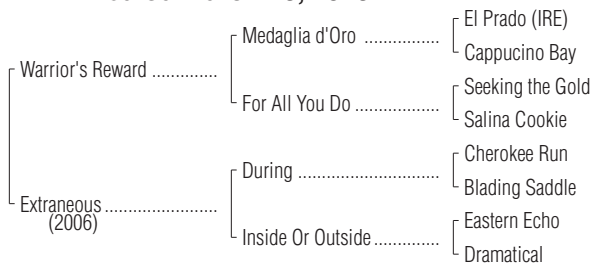 El Prado (IRE)
Medaglia d'Oro ...............
Cappucino Bay
Warrior's Reward .............
Seeking the Gold
For All You Do .................
Salina Cookie
Cherokee Run
During ............................
Blading Saddle
Extraneous ......................
(2006)
Eastern Echo
Inside Or Outside .............
Dramatical